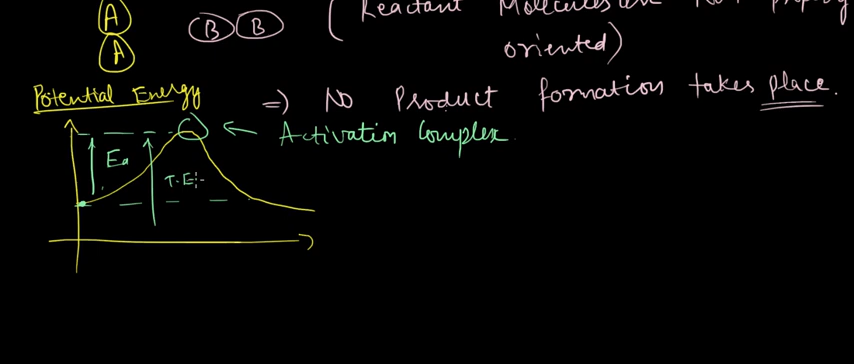 A
A
B B
(Reactant Molecules are Not properly
oriented)
Potential Energy
=) No Product formation takes place.
Activation Complex
Ea
T.E